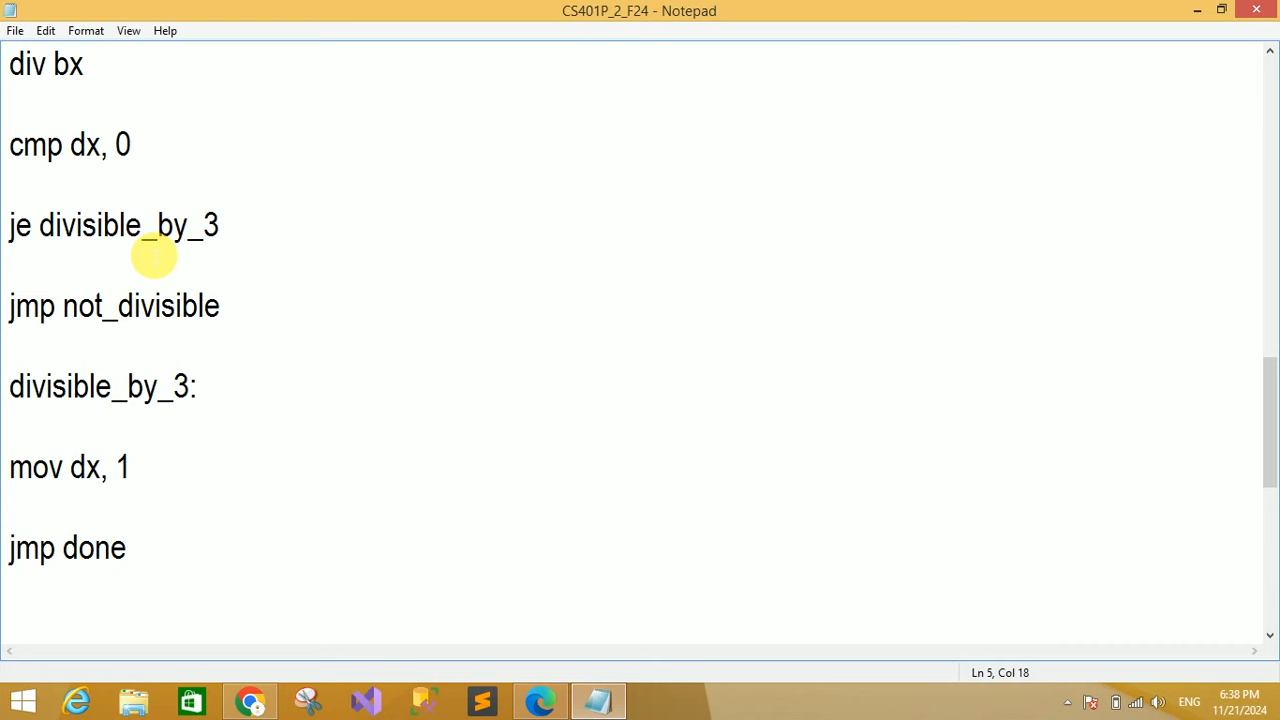 CS401P_2_F24 - Notepad
File Edit Format View Help
div bx
cmp dx, 0
je divisible_by_3
jmp not_divisible
divisible_by_3:
mov dx, 1
jmp done
Ln 5, Col 18
ENG
6:38 PM
11/21/2024